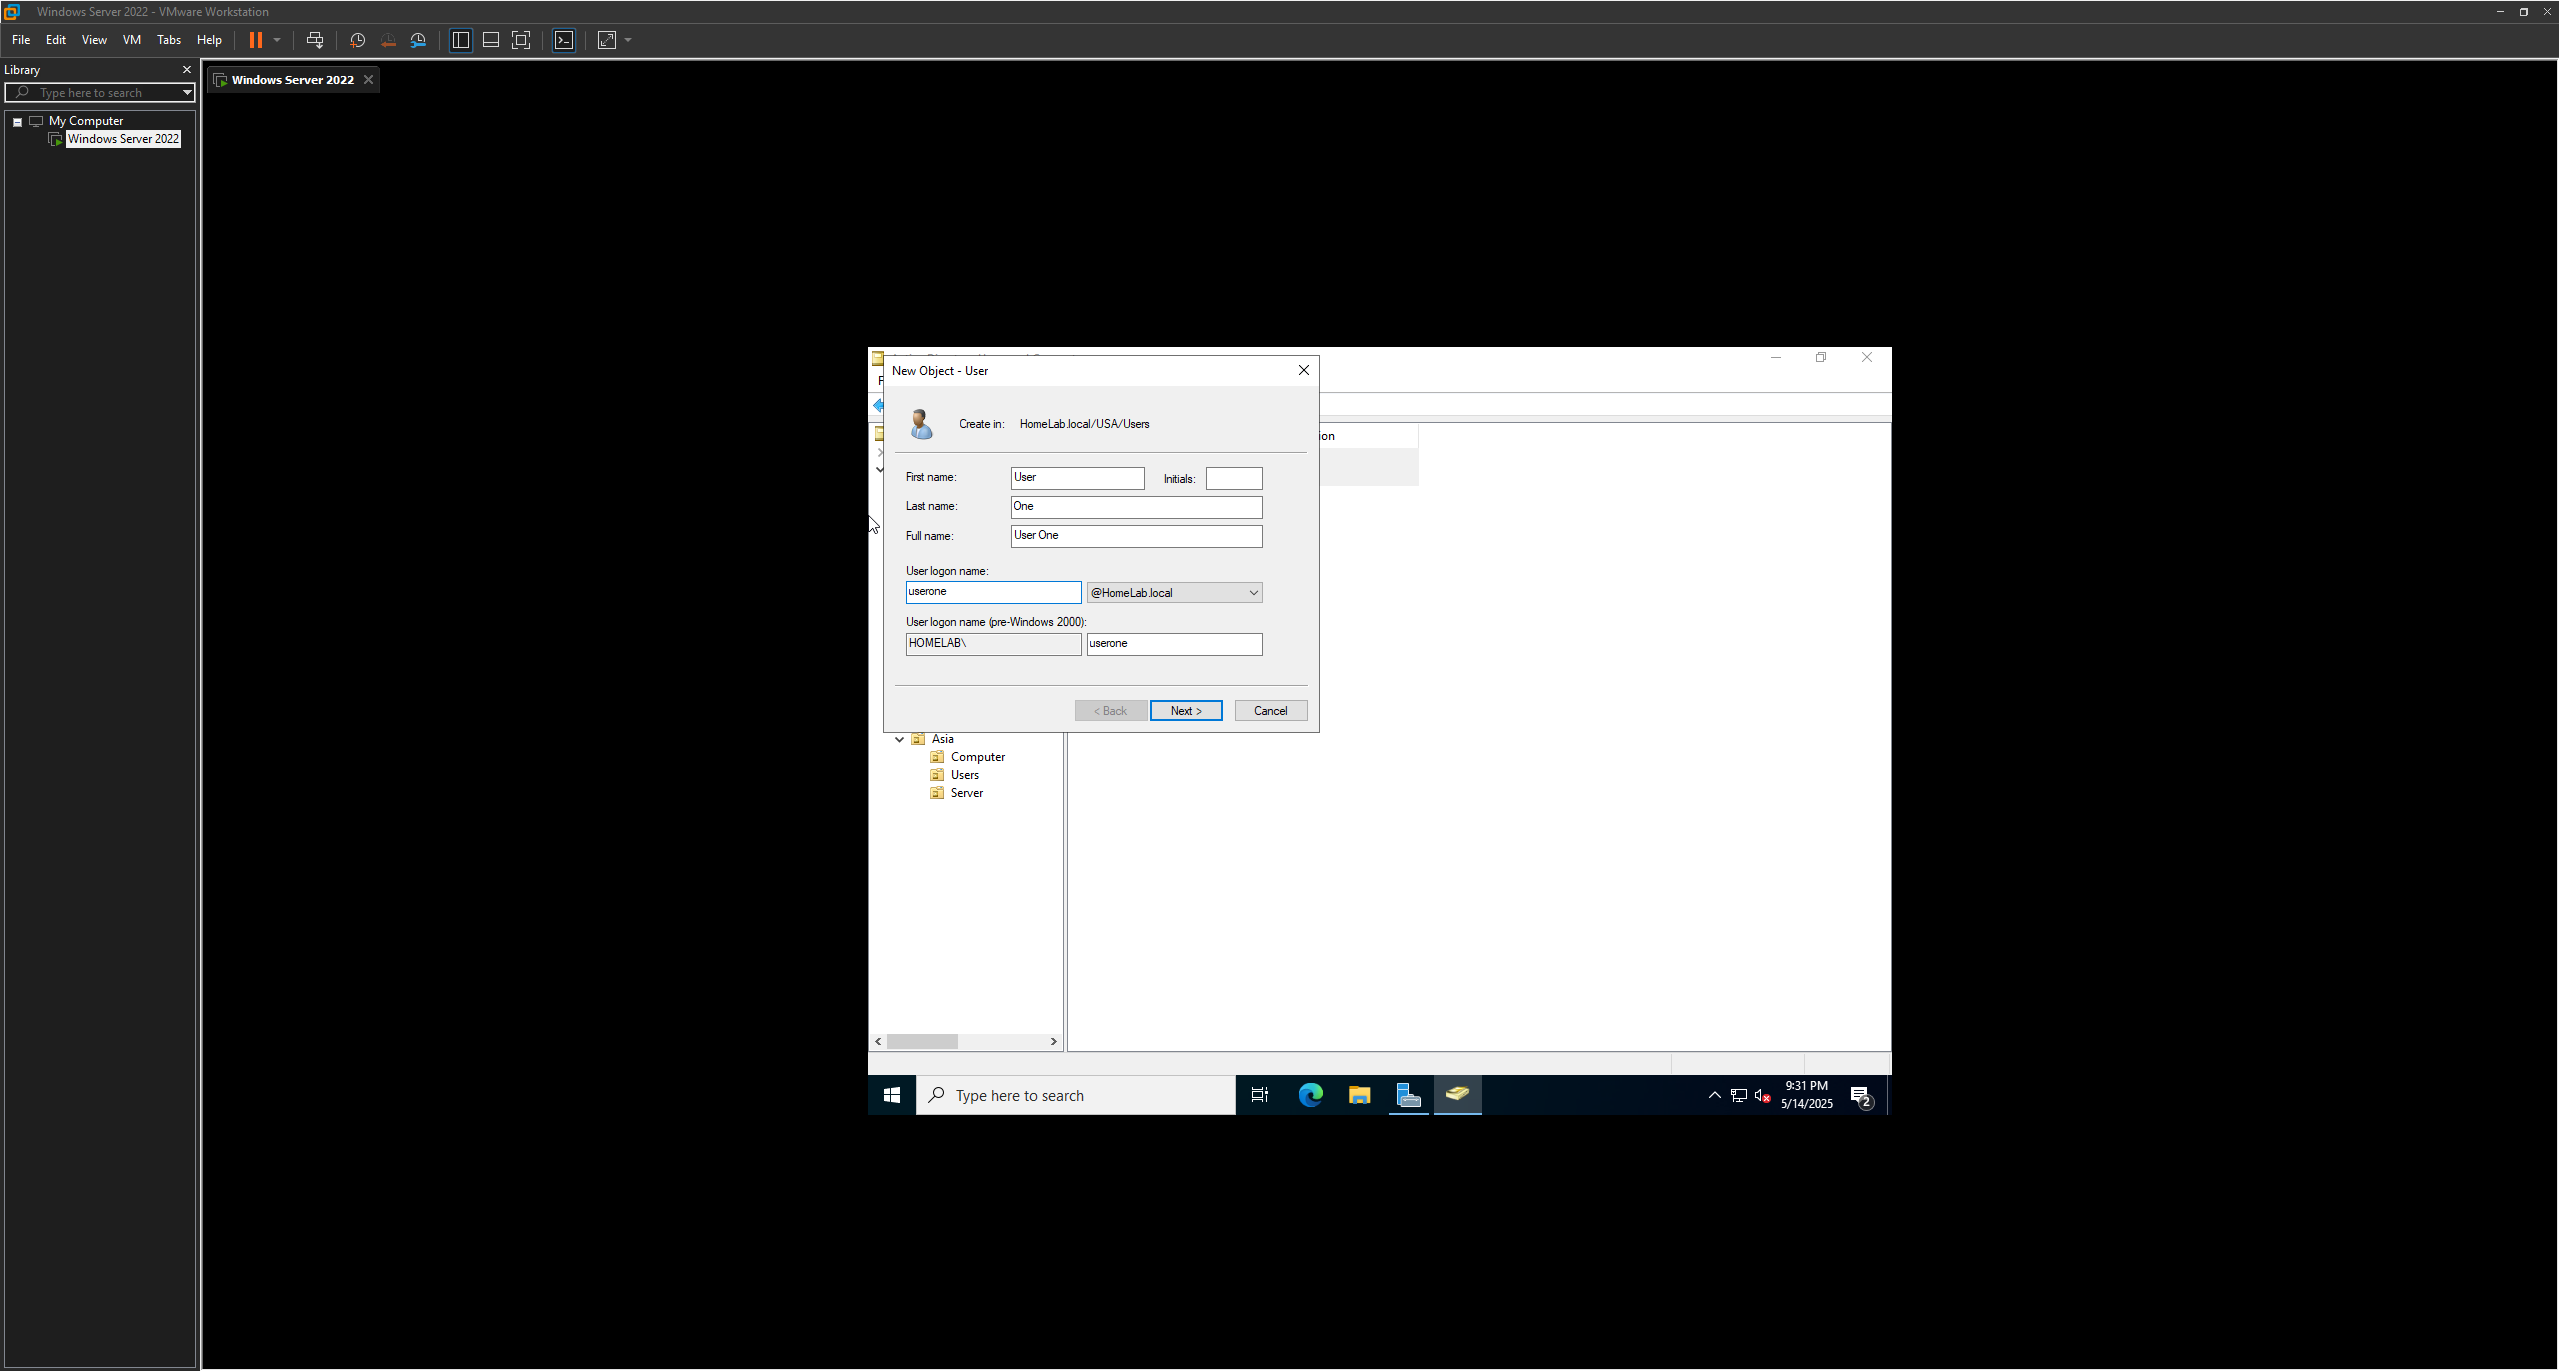 Windows Server 2022 - VMware Workstation
File Edit View VM Tabs Help
Library
Type here to search
My Computer
Windows Server 2022
Windows Server 2022
New Object - User
Create in: HomeLab.local/USA/Users
First name: User Initials:
Last name: One
Full name: User One
User logon name:
userone @HomeLab.local
User logon name (pre-Windows 2000):
HOMELAB\ userone
< Back Next > Cancel
ion
Asia
Computer
Users
Server
Type here to search
9:31 PM
5/14/2025
2